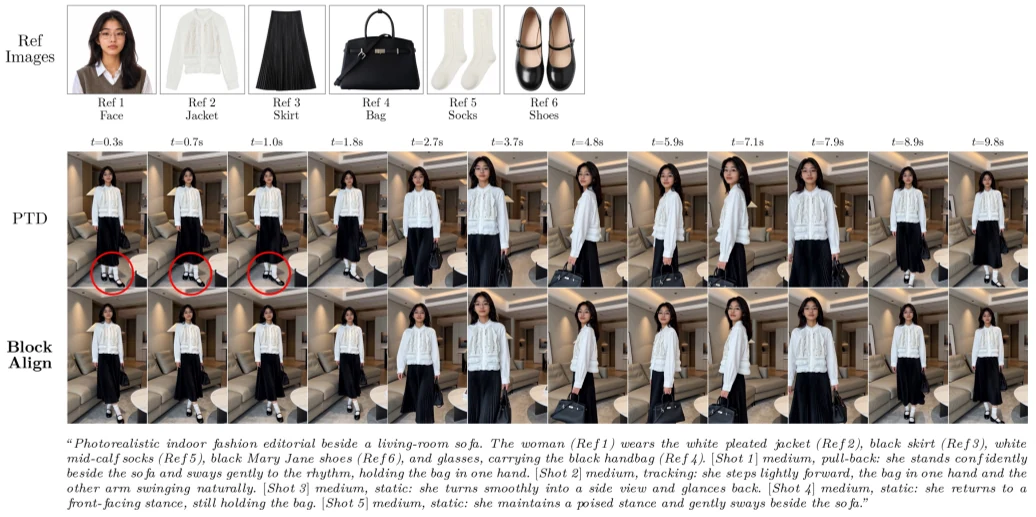 Ref
Images
Ref 1
Face
Ref 2
Jacket
Ref 3
Skirt
Ref 4
Bag
Ref 5
Socks
Ref 6
Shoes
t=0.3s t=0.7s t=1.0s t=1.8s t=2.7s t=3.7s t=4.8s t=5.9s t=7.1s t=7.9s t=8.9s t=9.8s
PTD
Block
Align
“Photorealistic indoor fashion editorial beside a living-room sofa. The woman (Ref 1) wears the white pleated jacket (Ref 2), black skirt (Ref 3), white
mid-calf socks (Ref 5), black Mary Jane shoes (Ref 6), and glasses, carrying the black handbag (Ref 4). [Shot 1] medium, pull-back: she stands confidently
beside the sofa and sways gently to the rhythm, holding the bag in one hand. [Shot 2] medium, tracking: she steps lightly forward, the bag in one hand and the
other arm swinging naturally. [Shot 3] medium, static: she turns smoothly into a side view and glances back. [Shot 4] medium, static: she returns to a
front-facing stance, still holding the bag. [Shot 5] medium, static: she maintains a poised stance and gently sways beside the sofa.”